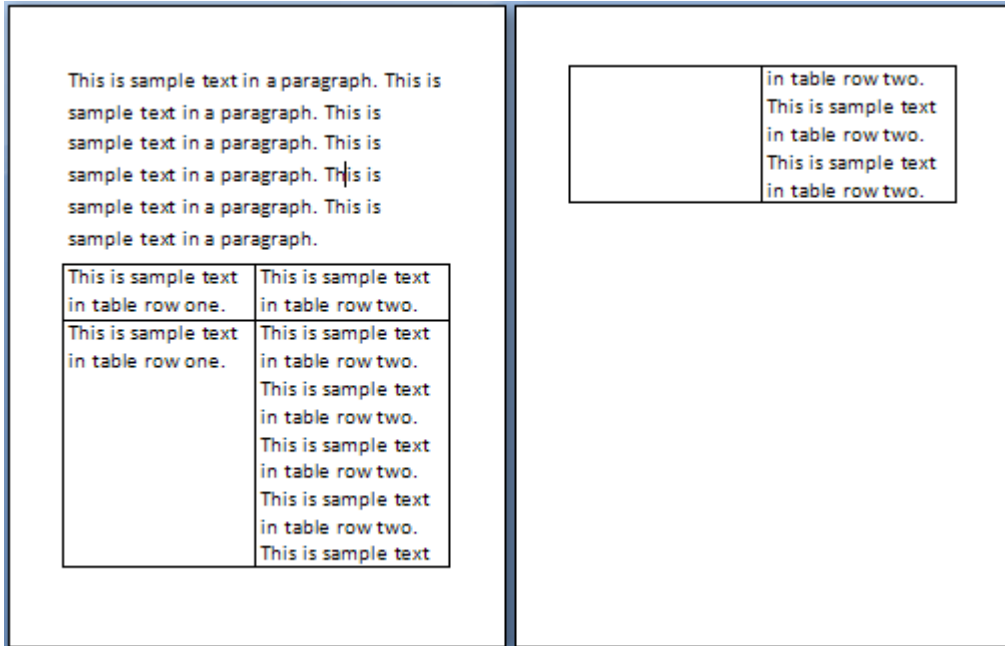 This is sample text in a paragraph. This is
sample text in a paragraph. This is
sample text in a paragraph. This is
sample text in a paragraph. This is
sample text in a paragraph. This is
sample text in a paragraph.
This is sample text
in table row one.
This is sample text
in table row two.
This is sample text
in table row one.
This is sample text
in table row two.
This is sample text
in table row two.
This is sample text
in table row two.
This is sample text
in table row two.
This is sample text
in table row two.
This is sample text
in table row two.
This is sample text
in table row two.